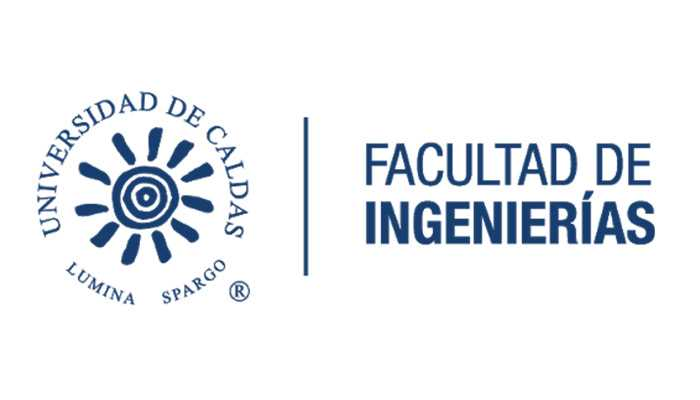 UNIVERSIDAD DE CALDAS
LUMINA SPARGO
®
FACULTAD DE
INGENIERÍAS